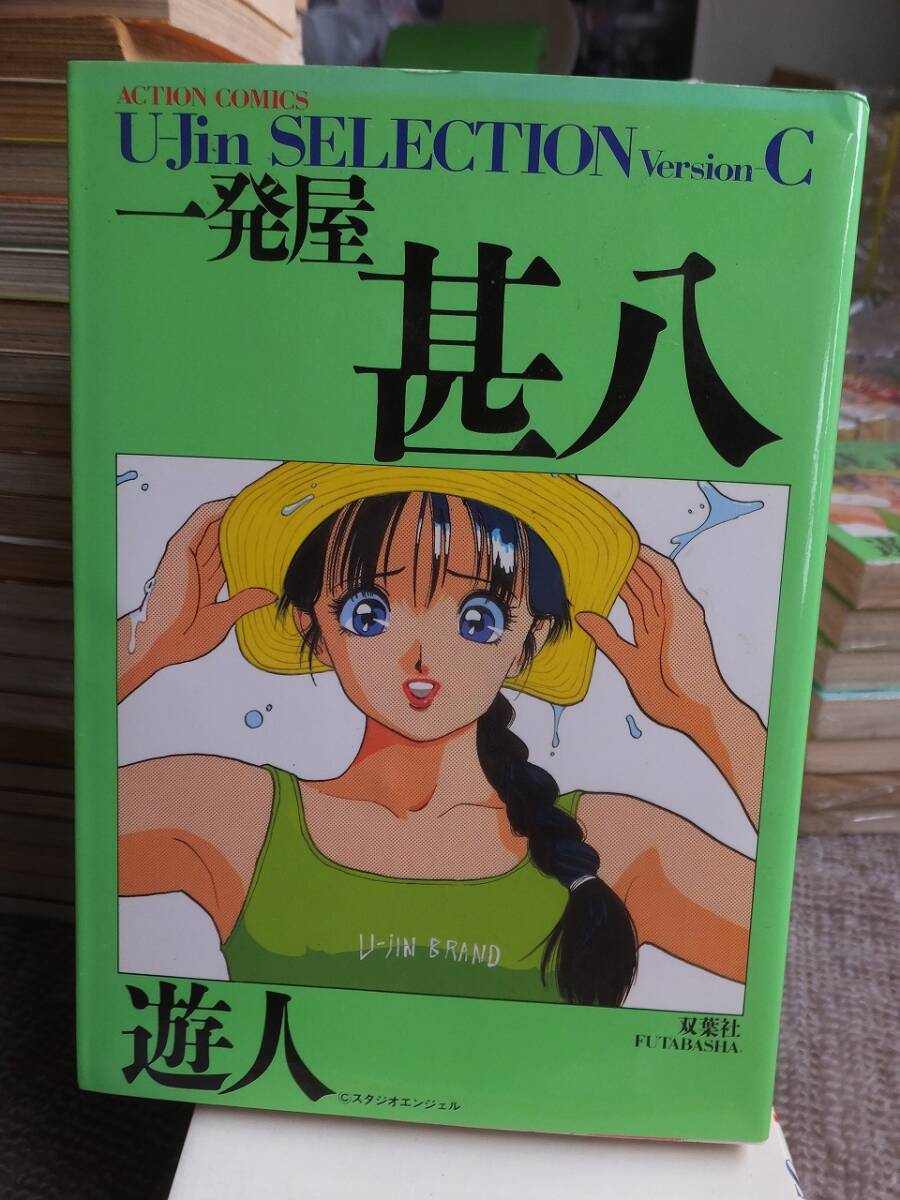 ACTION COMICS
U-Jin SELECTION Version-C
一発屋
甚八
U-JIN BRAND
双葉社
FUTABASHA
遊人
©スタジオエンジェル